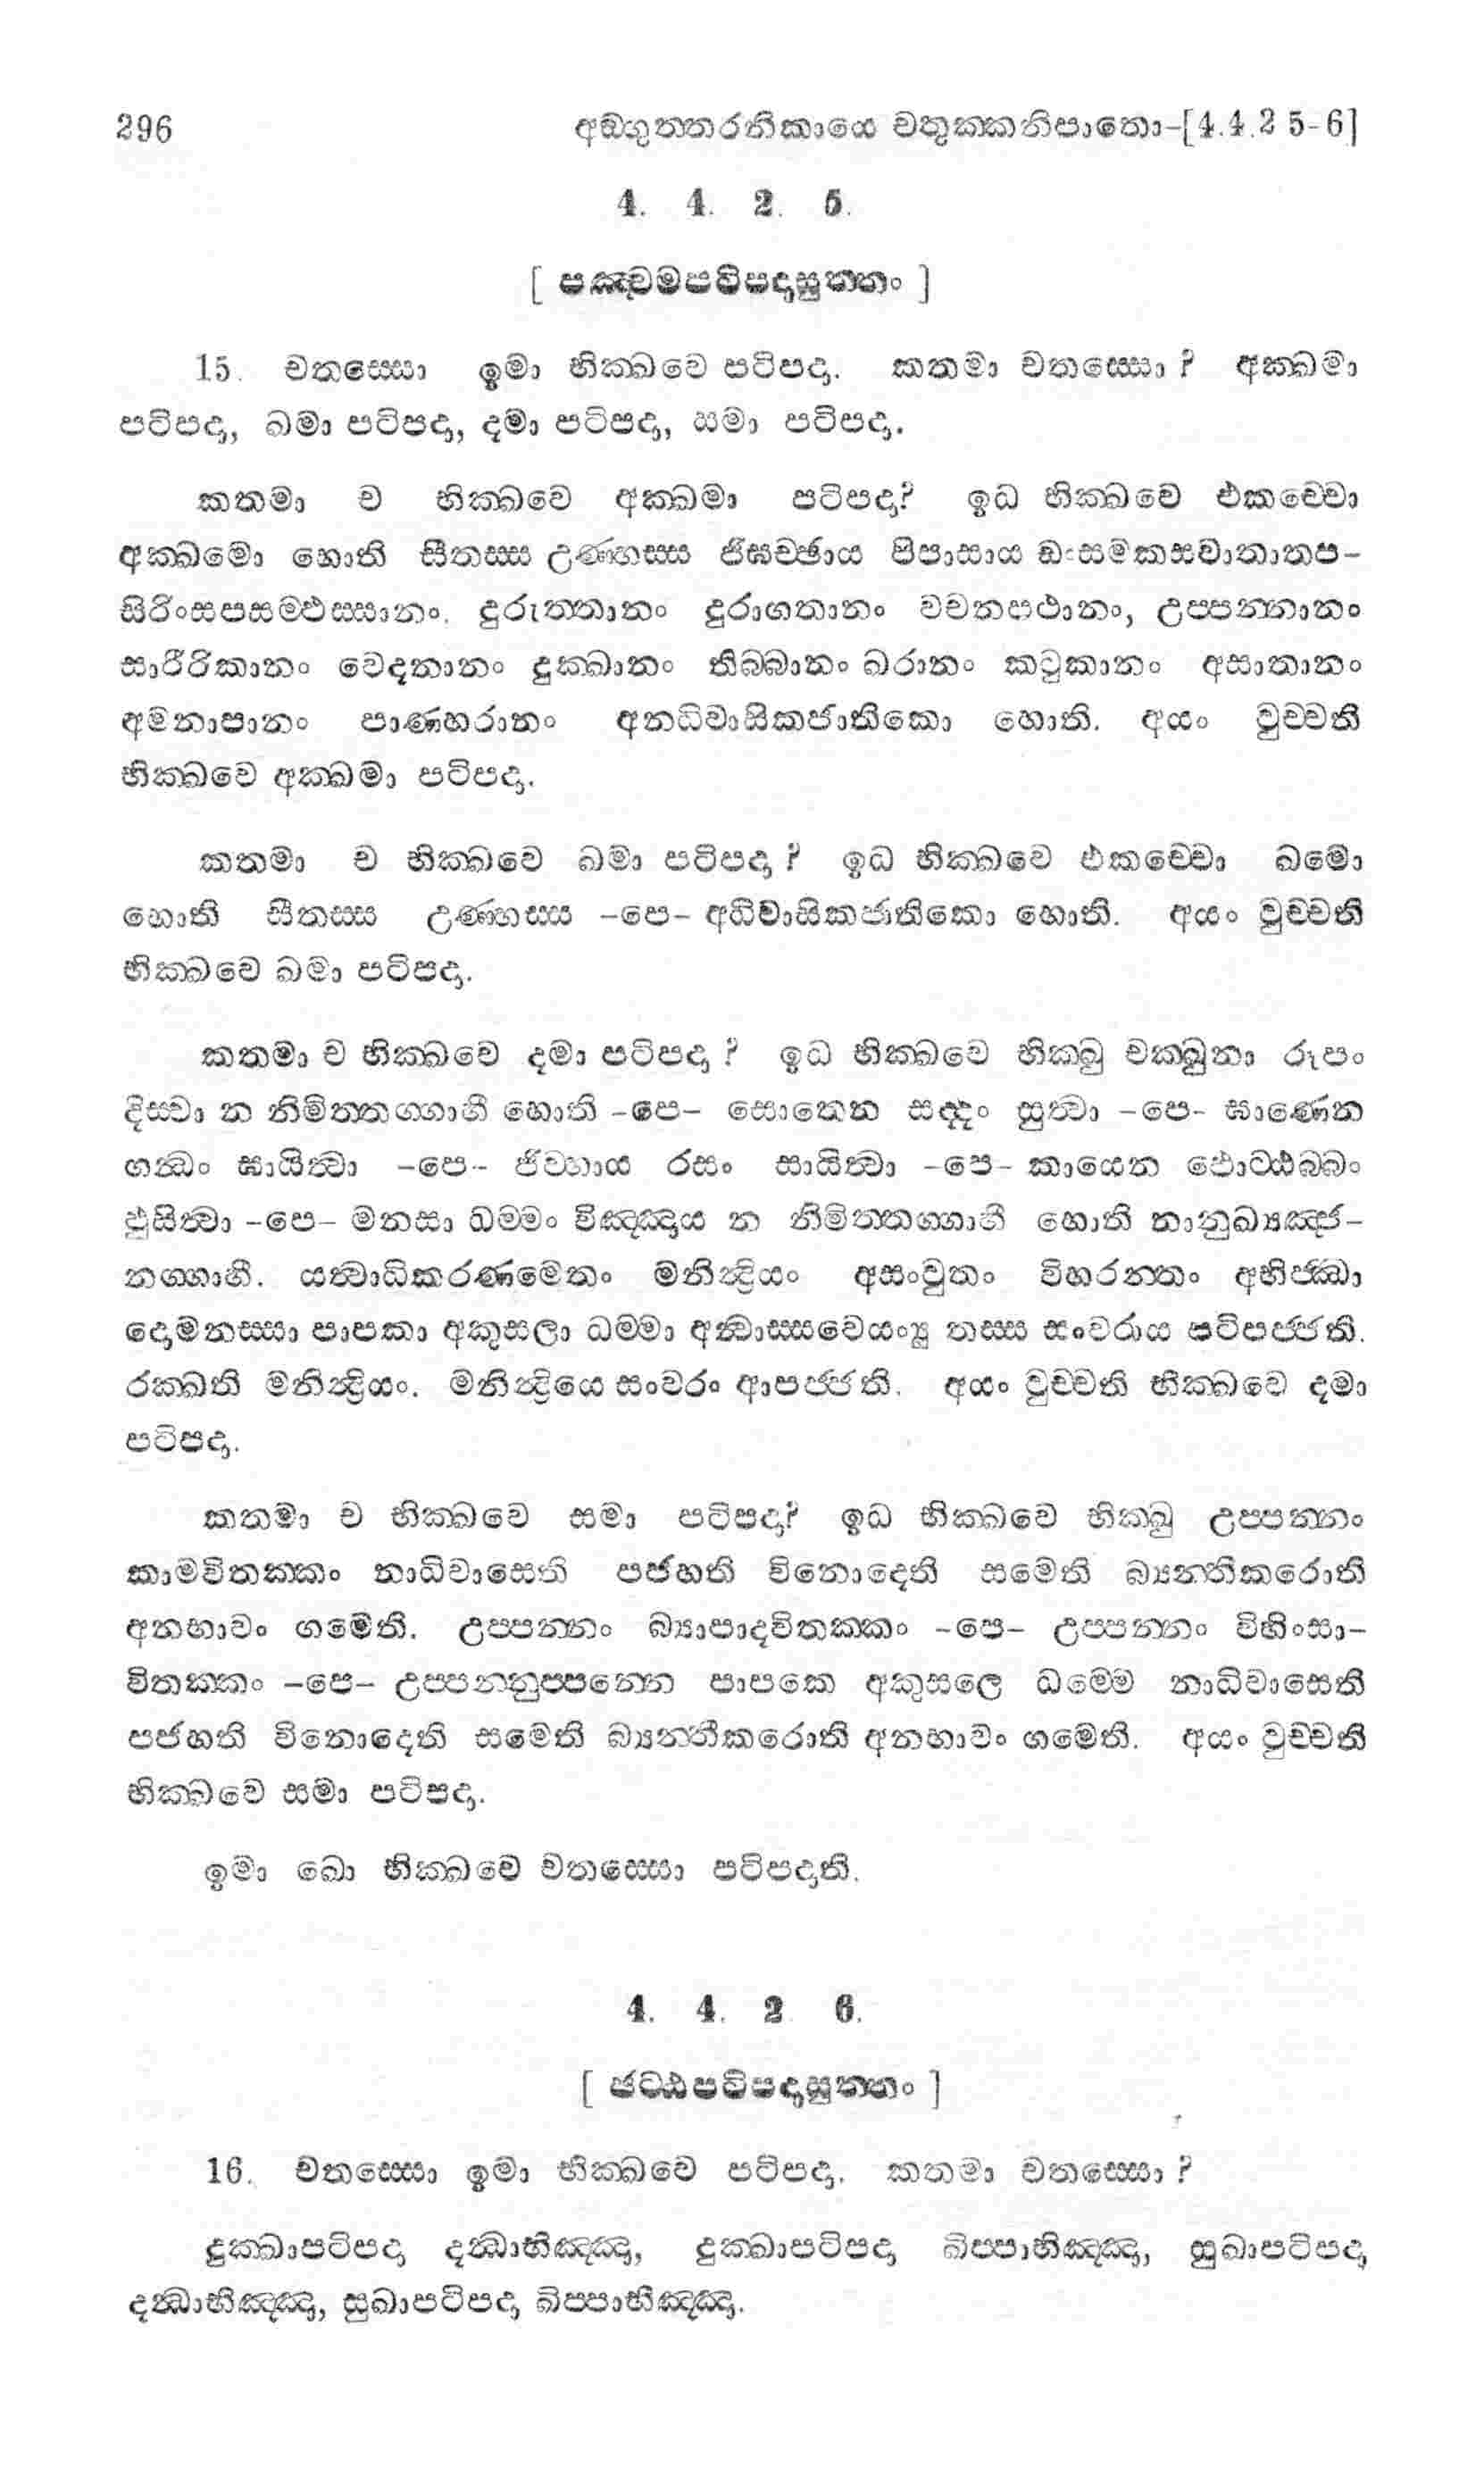 296 අඞ්ගුත්තරනිකායෙ චතුක්කනිපාතො-[4.4.2 5-6]
4. 4. 2. 5.
[ පඤ්චමපටිපදාසුත්තං ]
15. චතස්සො ඉමා භික්ඛවෙ පටිපදා. කතමා චතස්සො ? අක්ඛමා
පටිපදා, ඛමා පටිපදා, දමා පටිපදා, සමා පටිපදා.
කතමා ච භික්ඛවෙ අක්ඛමා පටිපදා? ඉධ භික්ඛවෙ එකච්චො
අක්ඛමො හොති සීතස්ස උණ්හස්ස ජිඝච්ඡාය පිපාසාය ඩංසමකසවාතාතප-
සිරිංසපසම්ඵස්සානං. දුරුත්තානං දුරාගතානං වචනපථානං, උප්පන්නානං
සාරීරිකානං වෙදනානං දුක්ඛානං තිබ්බානං ඛරානං කටුකානං අසාතානං
අමනාපානං පාණහරානං අනධිවාසිකජාතිකො හොති. අයං වුච්චති
භික්ඛවෙ අක්ඛමා පටිපදා.
කතමා ච භික්ඛවෙ ඛමා පටිපදා ? ඉධ භික්ඛවෙ එකච්චො ඛමො
හොති සීතස්ස උණ්හස්ස -පෙ- අධිවාසිකජාතිකො හොති. අයං වුච්චති
භික්ඛවෙ ඛමා පටිපදා.
කතමා ච භික්ඛවෙ දමා පටිපදා ? ඉධ භික්ඛවෙ භික්ඛු චක්ඛුනා රූපං
දිස්වා න නිමිත්තග්ගාහී හොති -පෙ- සොතෙන සද්දං සුත්වා -පෙ- ඝාණෙන
ගන්ධං ඝායිත්වා -පෙ- ජිව්හාය රසං සායිත්වා -පෙ- කායෙන ඵොට්ඨබ්බං
ඵුසිත්වා -පෙ- මනසා ධම්මං විඤ්ඤාය න නිමිත්තග්ගාහී හොති නානුබ්‍යඤ්ජ-
නග්ගාහී. යත්වාධිකරණමෙතං මනින්ද්‍රියං අසංවුතං විහරන්තං අභිජ්ඣා
දොමනස්සා පාපකා අකුසලා ධම්මා අන්වාස්සවෙය්‍යුං තස්ස සංවරාය පටිපජ්ජති.
රක්ඛති මනින්ද්‍රියං. මනින්ද්‍රියෙ සංවරං ආපජ්ජති. අයං වුච්චති භික්ඛවෙ දමා
පටිපදා.
කතමා ච භික්ඛවෙ සමා පටිපදා? ඉධ භික්ඛවෙ භික්ඛු උප්පන්නං
කාමවිතක්කං නාධිවාසෙති පජහති විනොදෙති සමෙති බ්‍යන්තීකරොති
අනභාවං ගමෙති. උප්පන්නං බ්‍යාපාදවිතක්කං -පෙ- උප්පන්නං විහිංසා-
විතක්කං -පෙ- උප්පන්නුප්පන්නෙ පාපකෙ අකුසලෙ ධම්මෙ නාධිවාසෙති
පජහති විනොදෙති සමෙති බ්‍යන්තීකරොති අනභාවං ගමෙති. අයං වුච්චති
භික්ඛවෙ සමා පටිපදා.
ඉමා ඛො භික්ඛවෙ චතස්සො පටිපදාති.
4. 4. 2 6.
[ ඡට්ඨපටිපදාසුත්තං ]
16. චතස්සො ඉමා භික්ඛවෙ පටිපදා. කතමා චතස්සො ?
දුක්ඛාපටිපදා දන්ධාභිඤ්ඤා, දුක්ඛාපටිපදා ඛිප්පාභිඤ්ඤා, සුඛාපටිපදා
දන්ධාභිඤ්ඤා, සුඛාපටිපදා ඛිප්පාභිඤ්ඤා.